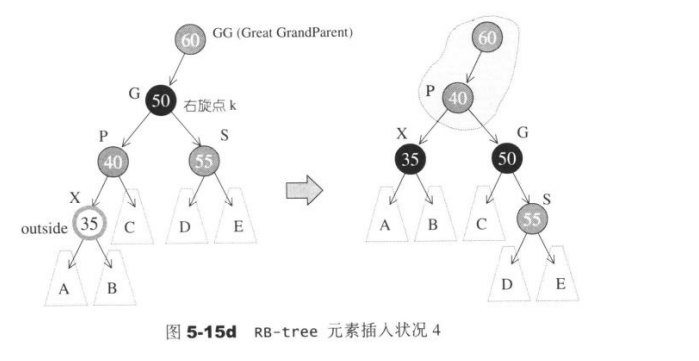 60 GG (Great GrandParent)
G 50 右旋点 k
P S
40 55
X
outside 35 C D E
A B
60
P 40
X G
35 50
A B C S
55
D E
图 5-15d RB-tree 元素插入状况 4